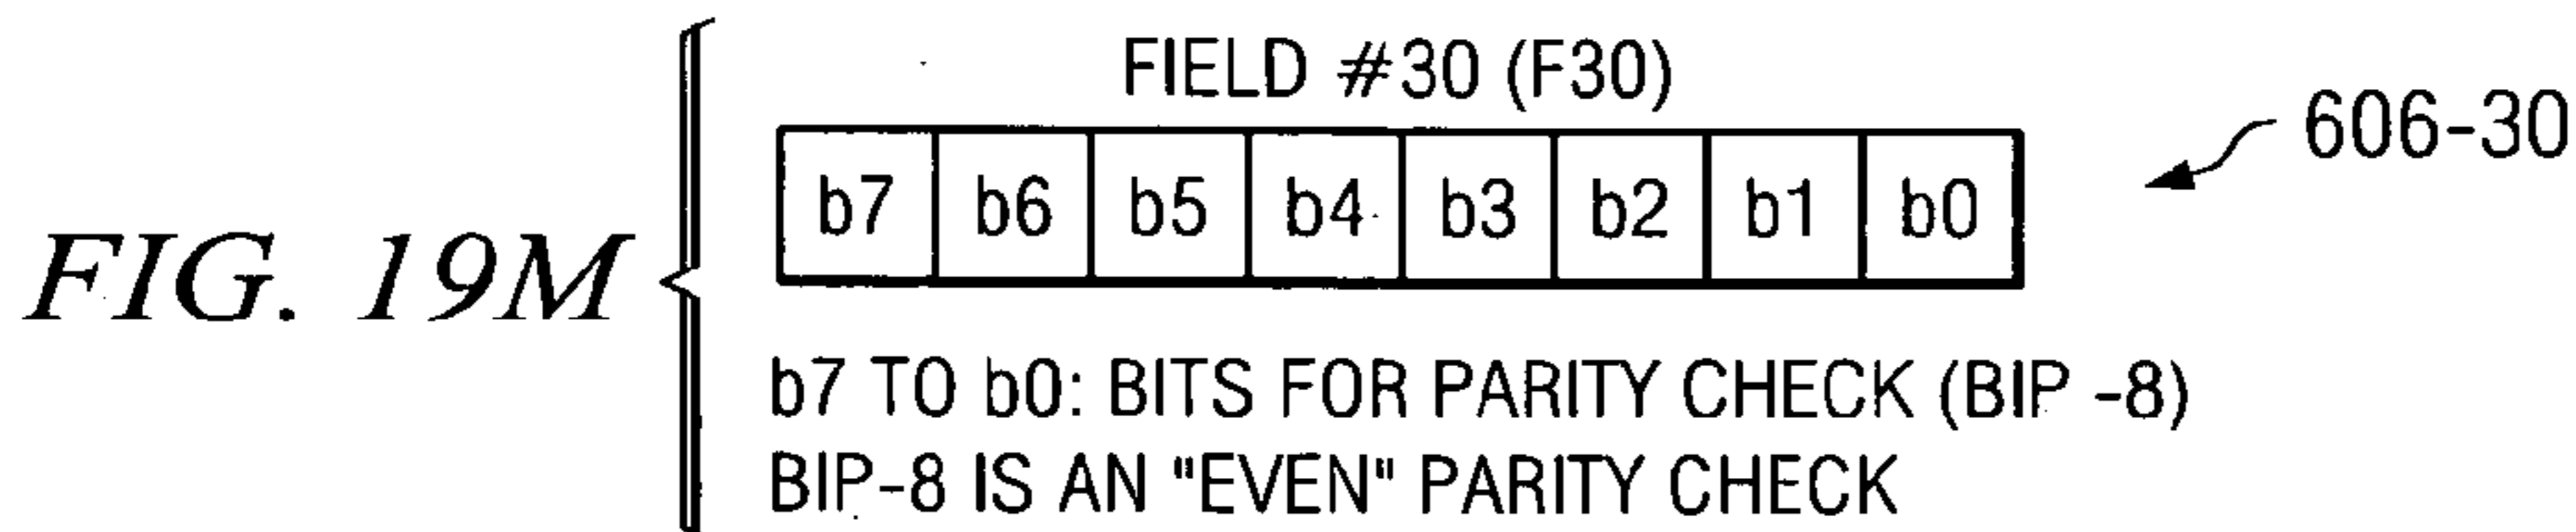 FIELD #30 (F30)
606-30
b7 b6 b5 b4 b3 b2 b1 b0
FIG. 19M
b7 TO b0: BITS FOR PARITY CHECK (BIP -8)
BIP-8 IS AN "EVEN" PARITY CHECK